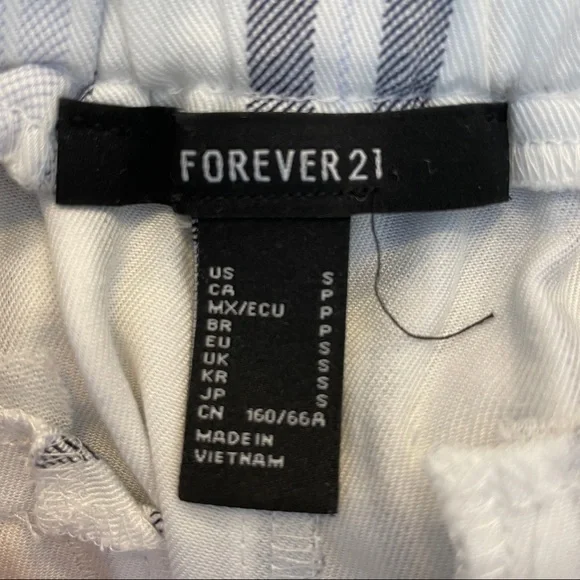 FOREVER 21
US S
CA P
MX/ECU P
BR P
EU S
UK S
KR S
JP S
CN 160/66A
MADE IN
VIETNAM